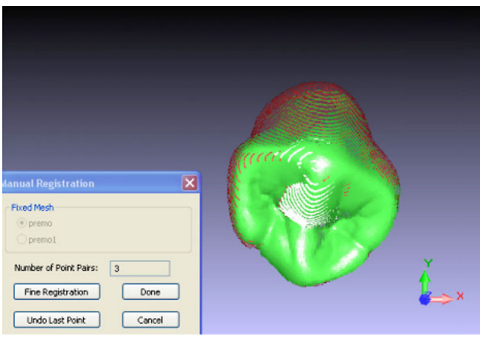 Manual Registration
Fixed Mesh
premo
premo1
Number of Point Pairs: 3
Fine Registration
Done
Undo Last Point
Cancel
Y
X